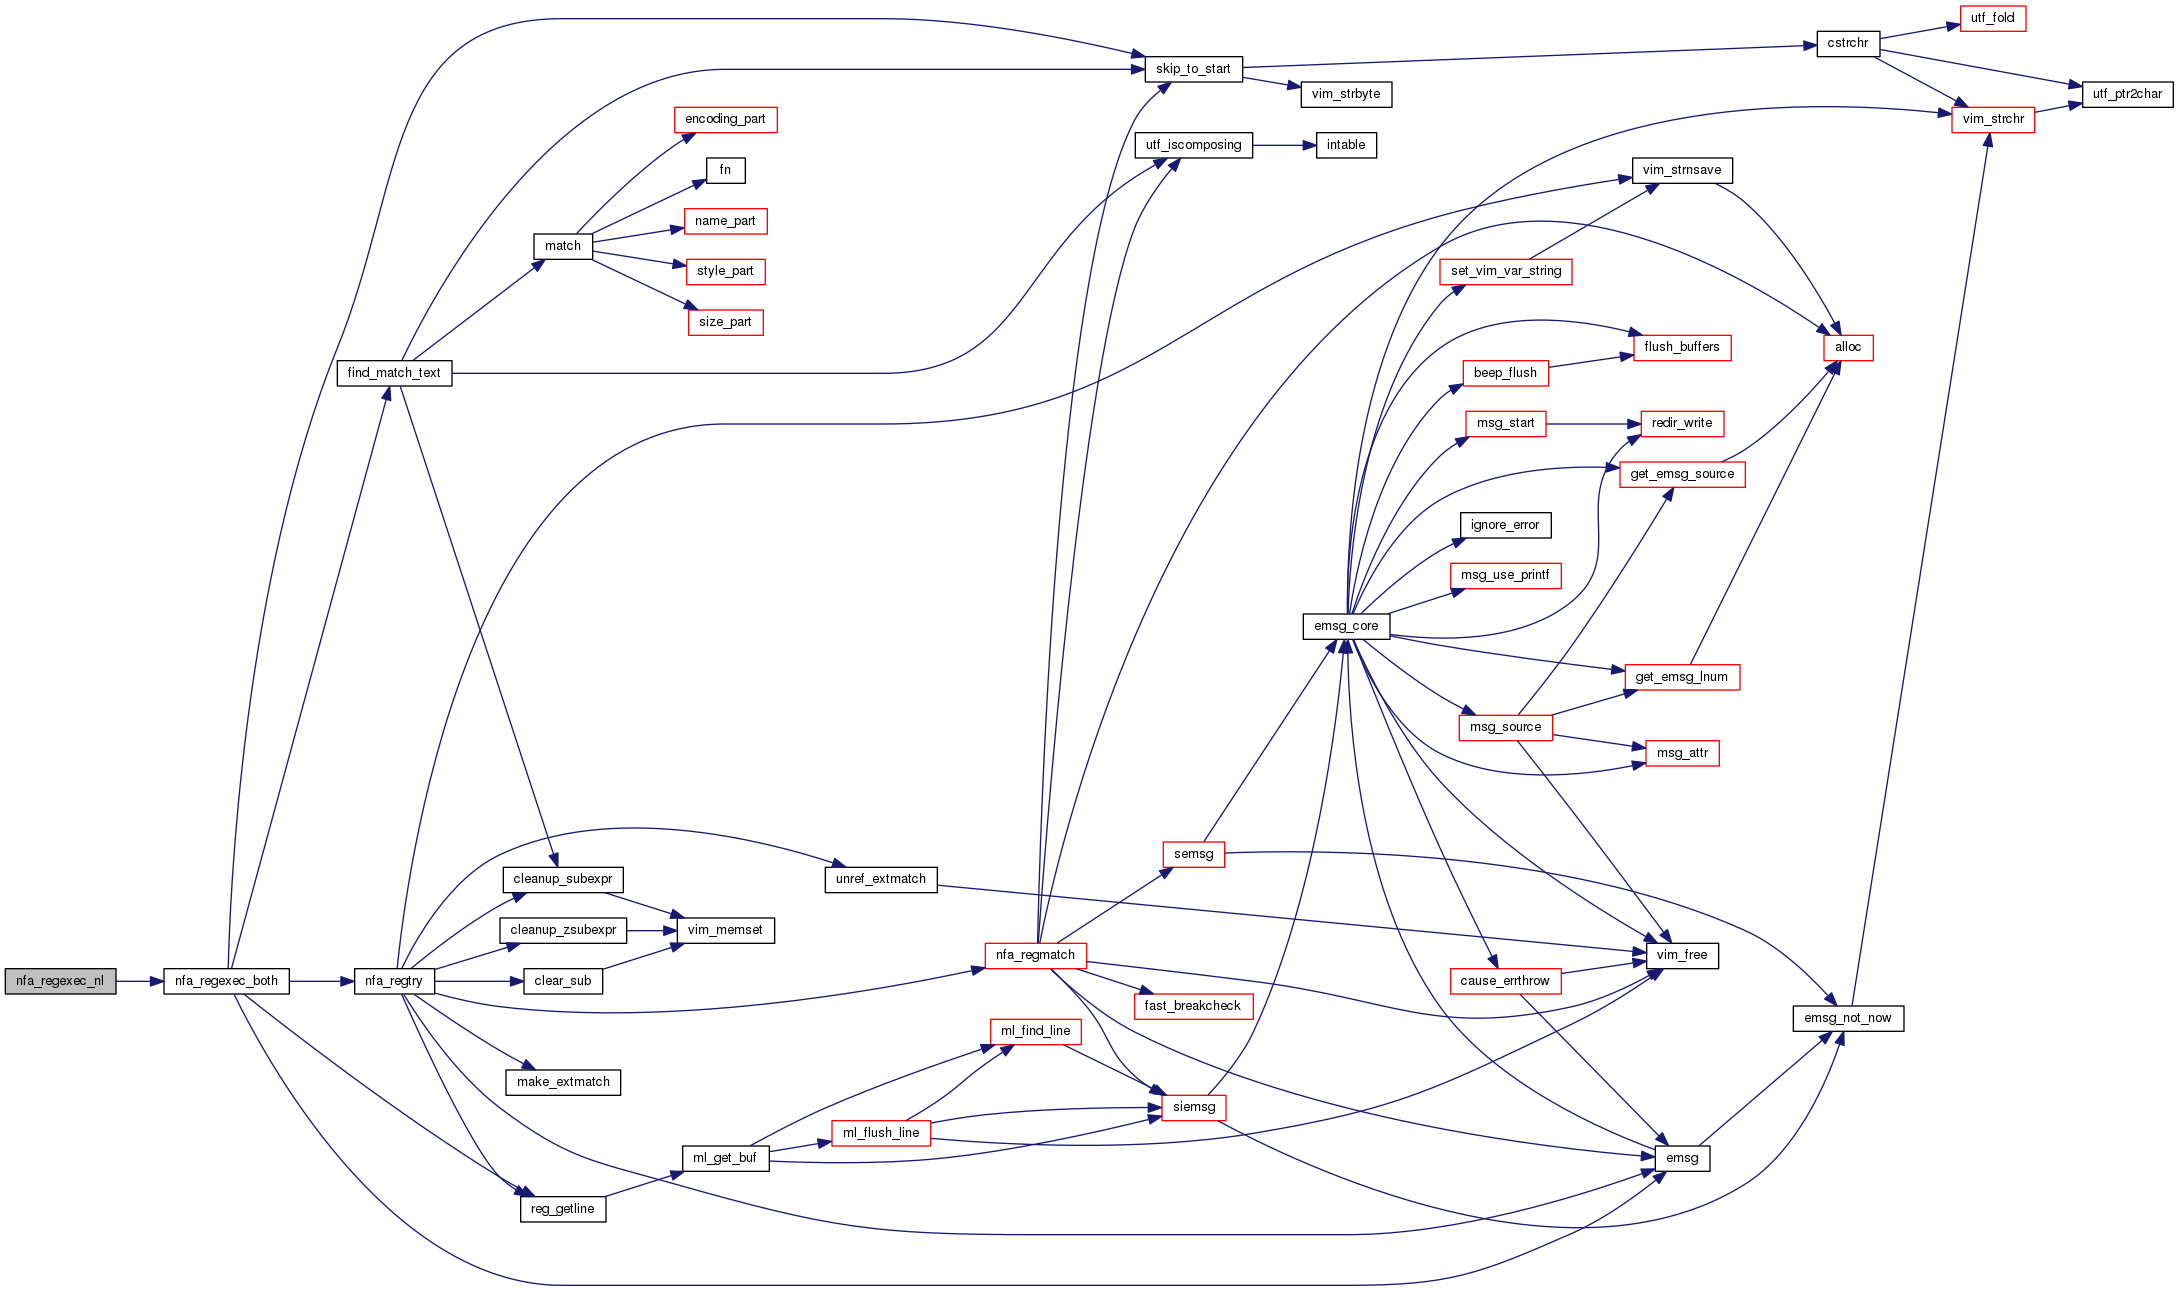 utf_fold
cstrchr
skip_to_start
vim_strbyte
utf_ptr2char
encoding_part
vim_strchr
utf_iscomposing
intable
fn
vim_strnsave
name_part
match
style_part
set_vim_var_string
size_part
flush_buffers
alloc
find_match_text
beep_flush
msg_start
redir_write
get_emsg_source
ignore_error
msg_use_printf
emsg_core
get_emsg_lnum
msg_source
msg_attr
semsg
cleanup_subexpr
unref_extmatch
cleanup_zsubexpr
vim_memset
nfa_regmatch
vim_free
nfa_regexec_nl
nfa_regexec_both
nfa_regtry
clear_sub
cause_errthrow
fast_breakcheck
emsg_not_now
ml_find_line
make_extmatch
siemsg
ml_flush_line
ml_get_buf
emsg
reg_getline